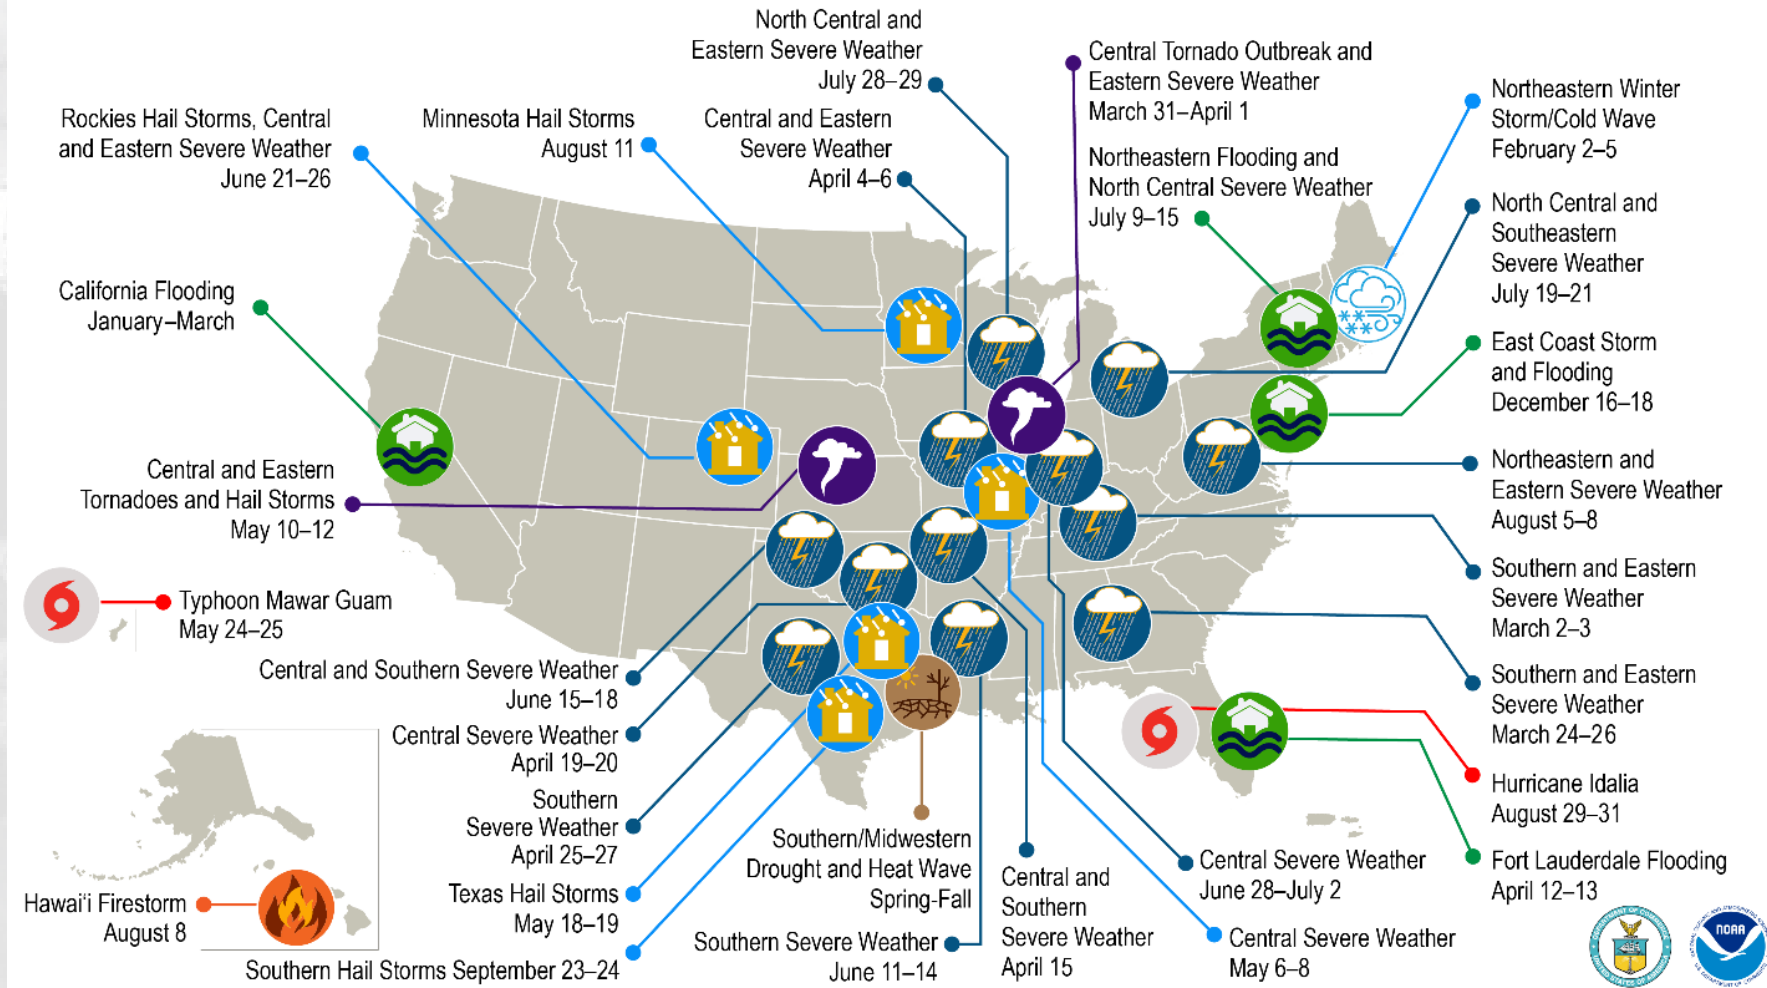 North Central and
Eastern Severe Weather
July 28–29
Central Tornado Outbreak and
Eastern Severe Weather
March 31–April 1
Northeastern Winter
Storm/Cold Wave
February 2–5
Rockies Hail Storms, Central
and Eastern Severe Weather
June 21–26
Minnesota Hail Storms
August 11
Central and Eastern
Severe Weather
April 4–6
Northeastern Flooding and
North Central Severe Weather
July 9–15
North Central and
Southeastern
Severe Weather
July 19–21
California Flooding
January–March
East Coast Storm
and Flooding
December 16–18
Central and Eastern
Tornadoes and Hail Storms
May 10–12
Northeastern and
Eastern Severe Weather
August 5–8
Typhoon Mawar Guam
May 24–25
Southern and Eastern
Severe Weather
March 2–3
Central and Southern Severe Weather
June 15–18
Southern and Eastern
Severe Weather
March 24–26
Central Severe Weather
April 19–20
Hurricane Idalia
August 29–31
Southern
Severe Weather
April 25–27
Southern/Midwestern
Drought and Heat Wave
Spring-Fall
Central and
Southern
Severe Weather
April 15
Central Severe Weather
June 28–July 2
Fort Lauderdale Flooding
April 12–13
Texas Hail Storms
May 18–19
Hawai'i Firestorm
August 8
Southern Severe Weather
June 11–14
Central Severe Weather
May 6–8
Southern Hail Storms September 23–24
DEPARTMENT OF COMMERCE
UNITED STATES OF AMERICA
NOAA